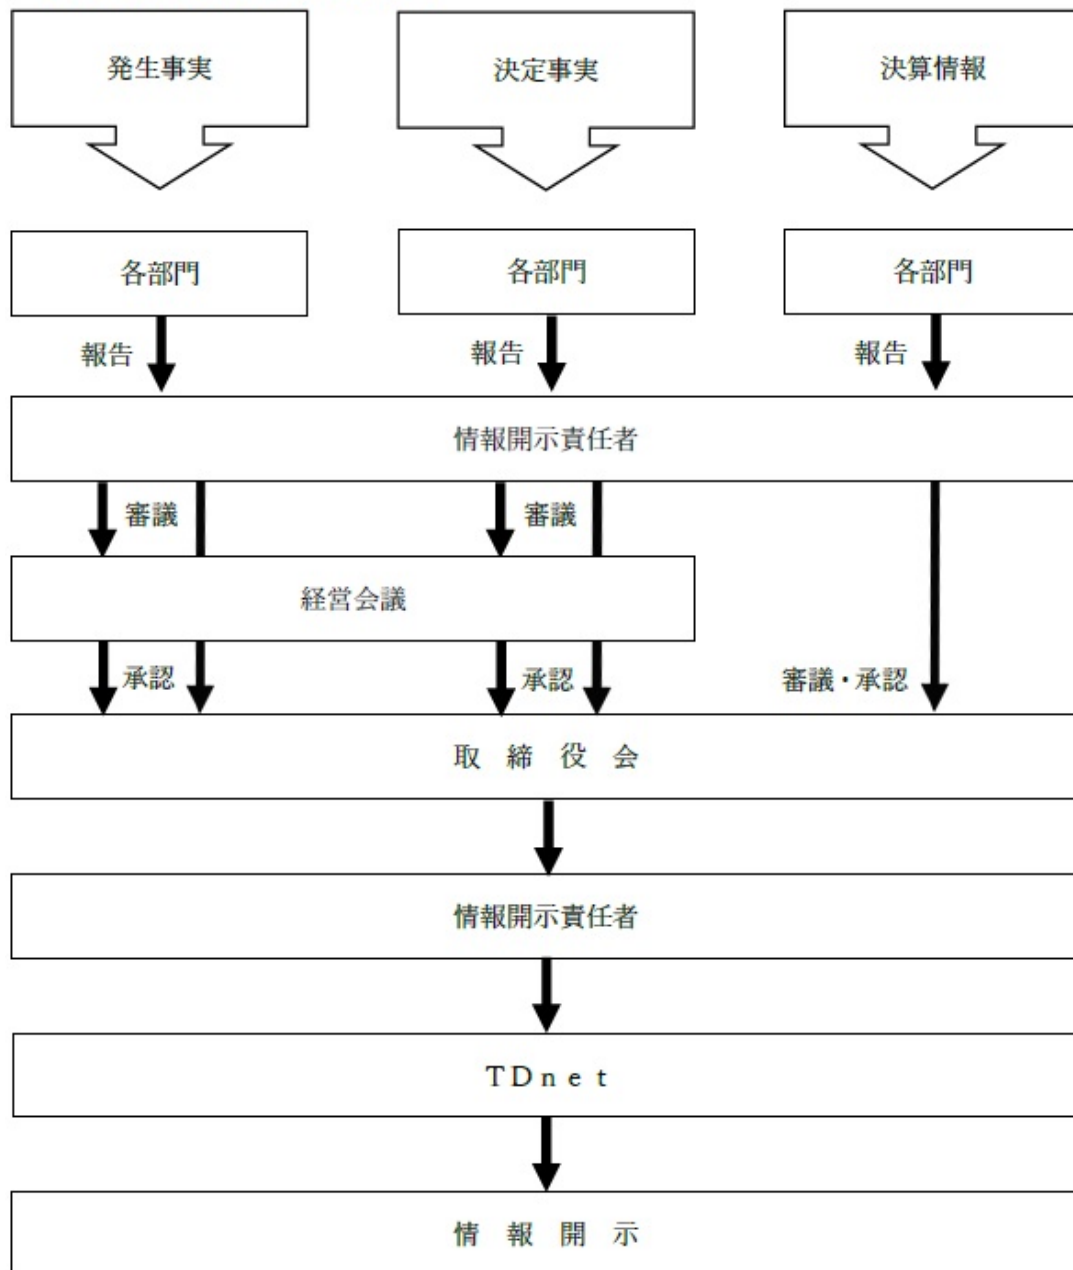 発生事実
決定事実
決算情報
各部門
各部門
各部門
報告
報告
報告
情報開示責任者
審議
審議
経営会議
承認
承認
審議・承認
取 締 役 会
情報開示責任者
TDnet
情 報 開 示